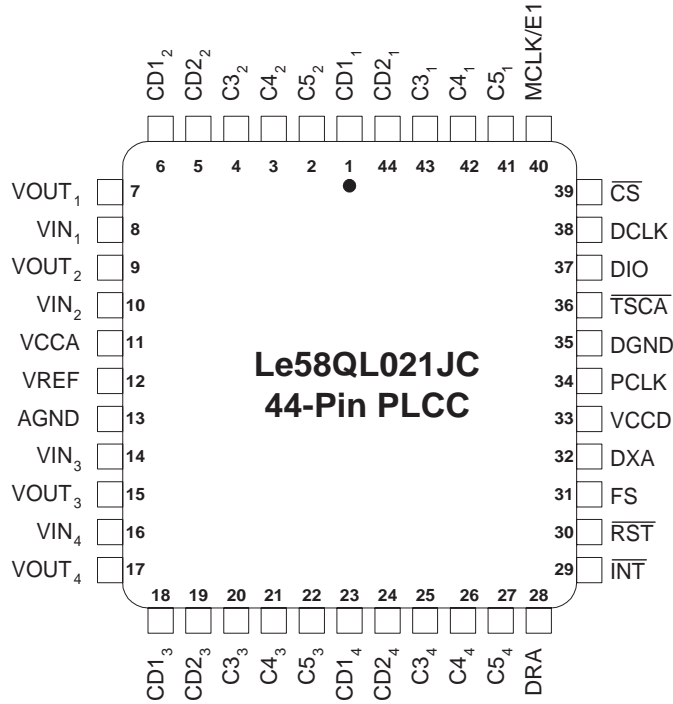 CD1₂ CD2₂ C3₂ C4₂ C5₂ CD1₁ CD2₁ C3₁ C4₁ C5₁ MCLK/E1
6 5 4 3 2 1 44 43 42 41 40
VOUT₁ 7 39 C̅S̅
VIN₁ 8 38 DCLK
VOUT₂ 9 37 DIO
VIN₂ 10 36 T̅S̅C̅A̅
VCCA 11 35 DGND
VREF 12 34 PCLK
AGND 13 33 VCCD
VIN₃ 14 32 DXA
VOUT₃ 15 31 FS
VIN₄ 16 30 R̅S̅T̅
VOUT₄ 17 29 I̅N̅T̅
Le58QL021JC
44-Pin PLCC
18 19 20 21 22 23 24 25 26 27 28
CD1₃ CD2₃ C3₃ C4₃ C5₃ CD1₄ CD2₄ C3₄ C4₄ C5₄ DRA